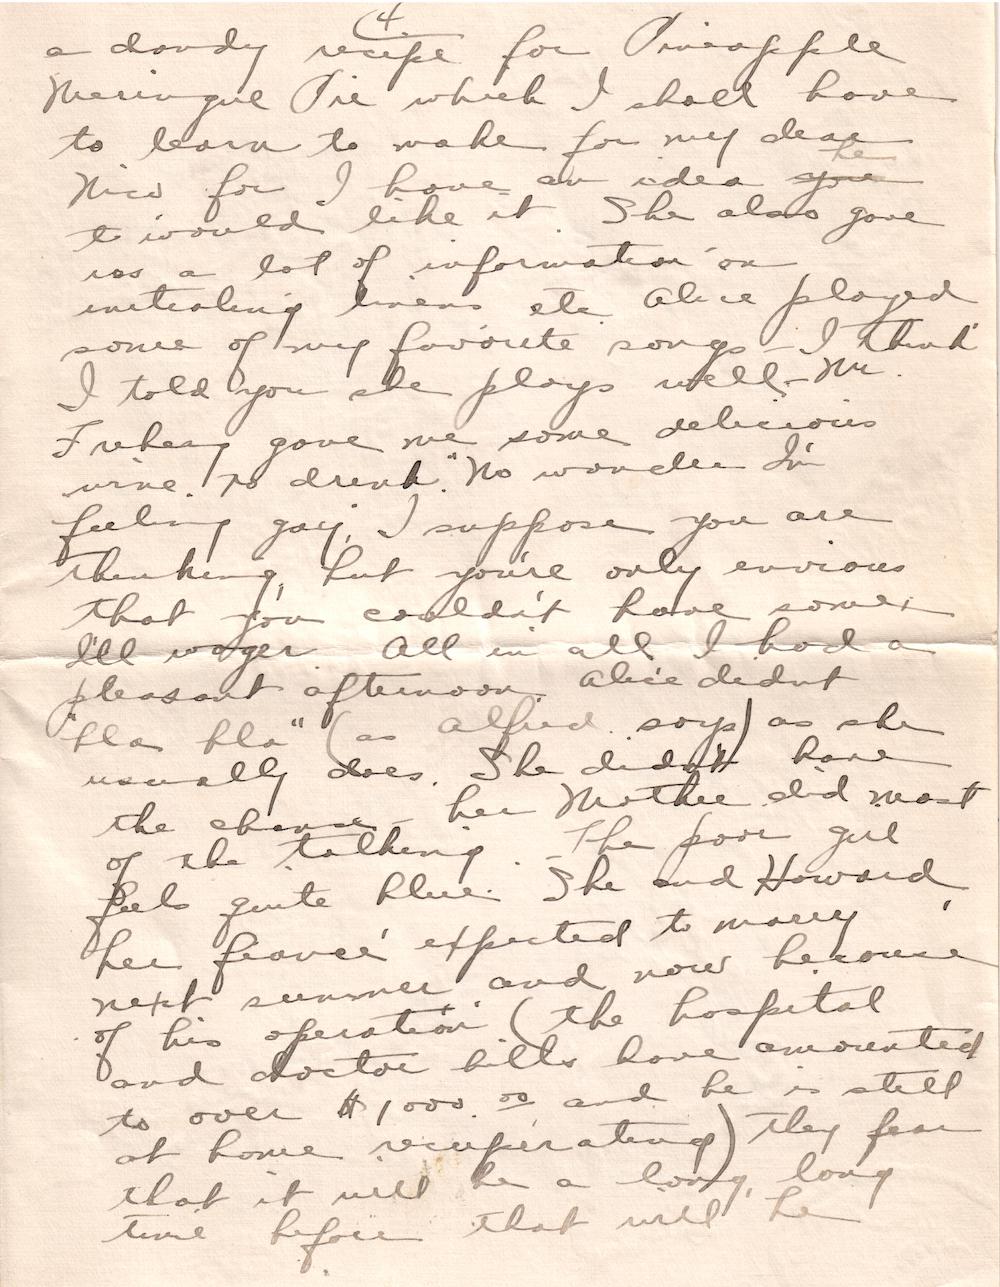 4.
a dandy recipe for Pineapple
Meringue Pie which I shall have
to learn to make for my dear
he
Nico for I have an idea you
t'would like it. She also gave
us a lot of information on
initialing linens etc. Alice played
some of my favorite songs - I think
I told you she plays well - Mr.
gave me some delicious
wine to drink. "No wonder I'm
feeling gay," I suppose you are
thinking, but you're only envious
that you couldn't have some,
I'll wager. All in all I had a
pleasant afternoon. Alice didn't
"bla bla" (as Alfred says) as she
usually does. She didn't have
the chance - her Mother did most
of the talking. The poor girl
feels quite blue. She and Howard
her fiancé expected to marry
next summer and now because
of his operation (the hospital
and doctor bills have amounted
to over $1000.00 and he is still
at home recuperating) they fear
that it will be a long, long
time before that will be